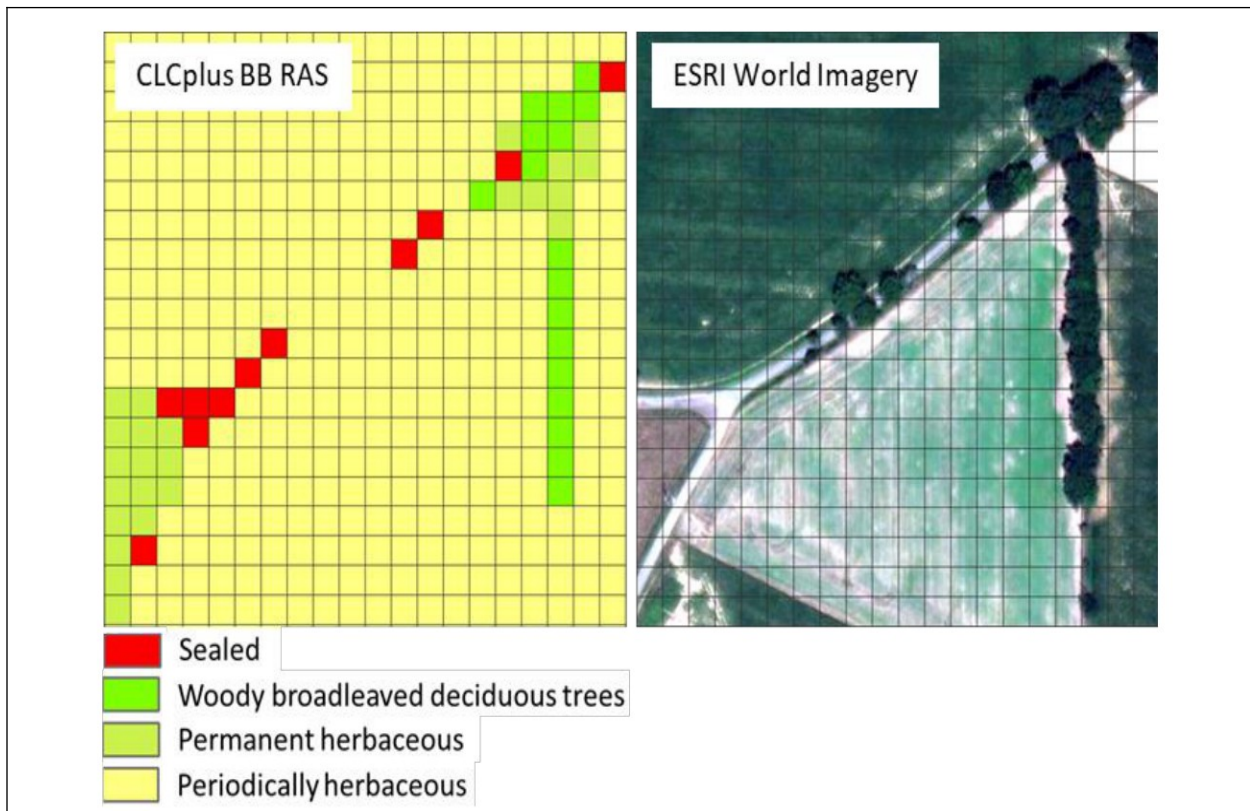 CLCplus BB RAS
ESRI World Imagery
Sealed
Woody broadleaved deciduous trees
Permanent herbaceous
Periodically herbaceous